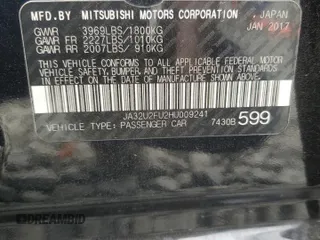 MFD.BY MITSUBISHI MOTORS CORPORATION , JAPAN
GVWR 3969LBS/1800KG JAN 2017
GAWR FR 2227LBS/1010KG
GAWR RR 2007LBS/ 910KG
THIS VEHICLE CONFORMS TO ALL APPLICABLE
FEDERAL MOTOR VEHICLE SAFETY, BUMPER, AND
THEFT PREVENTION STANDARDS IN EFFECT ON
THE DATE OF MANUFACTURE SHOWN ABOVE.
JA32U2FU2HU009241
VEHICLE TYPE: PASSENGER CAR 7430B 599
DREAMBID